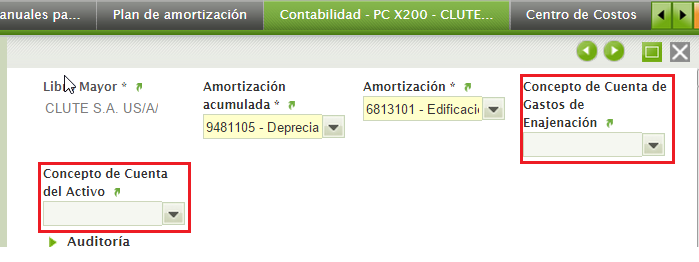 anuales pa... Plan de amortización Contabilidad - PC X200 - CLUTE... Centro de Costos
Libro Mayor *
CLUTE S.A. US/A/
Amortización acumulada *
9481105 - Deprecia
Amortización *
6813101 - Edificaci
Concepto de Cuenta de
Gastos de
Enajenación
Concepto de Cuenta
del Activo
Auditoría